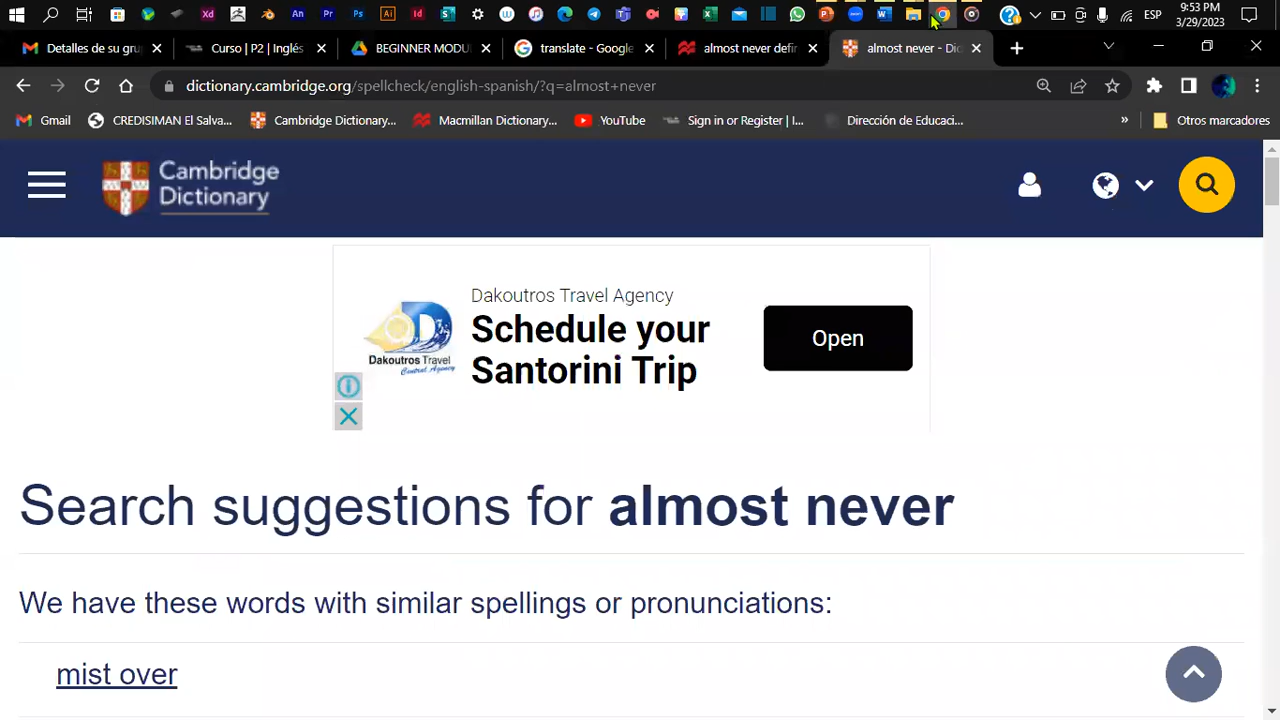 ESP
9:53 PM
3/29/2023
Detalles de su gru
Curso | P2 | Inglés
BEGINNER MODU
translate - Google
almost never defin
almost never - Dic
dictionary.cambridge.org/spellcheck/english-spanish/?q=almost+never
Gmail
CREDISIMAN El Salva...
Cambridge Dictionary...
Macmillan Dictionary...
YouTube
Sign in or Register | I...
Dirección de Educaci...
»
Otros marcadores
Cambridge
Dictionary
Dakoutros Travel Agency
Schedule your
Santorini Trip
Open
Dakoutros Travel
Central Agency
Search suggestions for almost never
We have these words with similar spellings or pronunciations:
mist over